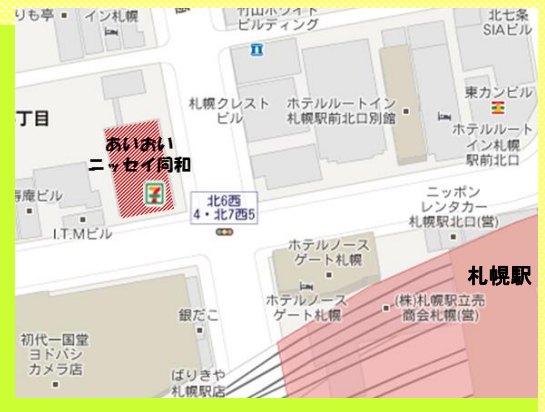 りも亭
イン札幌
竹山ホワイト
ビルディング
北七条
SIAビル
札幌クレスト
ビル
ホテルルートイン
札幌駅前北口別館
東カンビル
ホテルルート
イン札幌
駅前北口
丁目
あいおい
ニッセイ同和
寿庵ビル
I.T.Mビル
北6西
4・北7西5
ニッポン
レンタカー
札幌駅北口(営)
ホテルノース
ゲート札幌
札幌駅
ホテルノース
ゲート札幌
(株)札幌駅立売
商会札幌(営)
銀だこ
初代一国堂
ヨドバシ
カメラ店
ぱりきや
札幌駅店